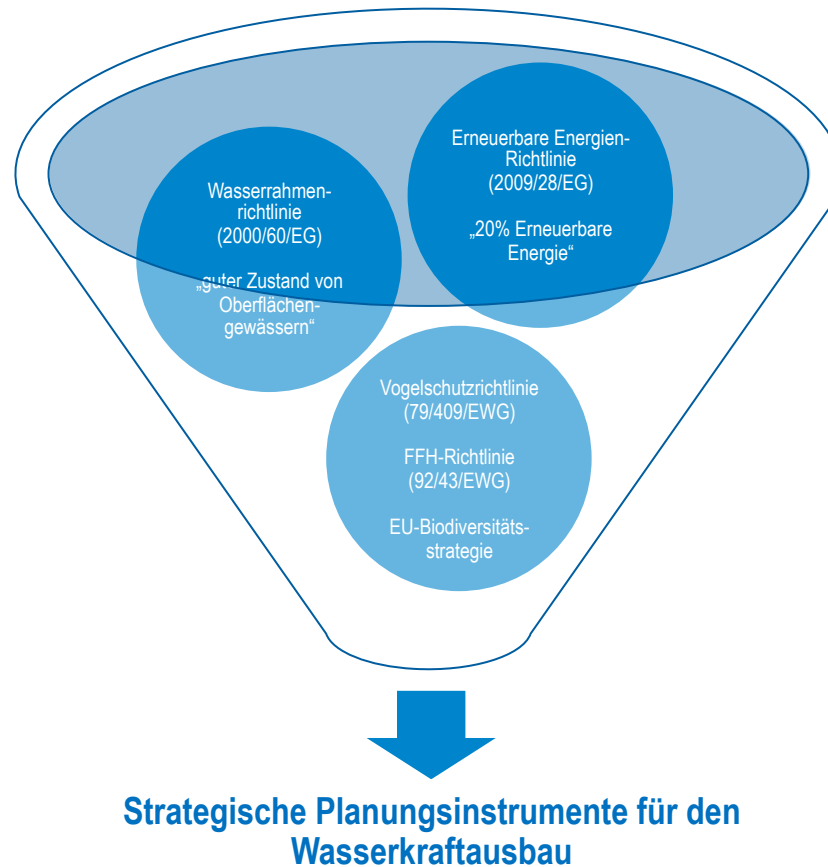 Wasserrahmen-
richtlinie
(2000/60/EG)
„guter Zustand von
Oberflächen-
gewässern“
Erneuerbare Energien-
Richtlinie
(2009/28/EG)
„20% Erneuerbare
Energie“
Vogelschutzrichtlinie
(79/409/EWG)
FFH-Richtlinie
(92/43/EWG)
EU-Biodiversitäts-
strategie
Strategische Planungsinstrumente für den
Wasserkraftausbau